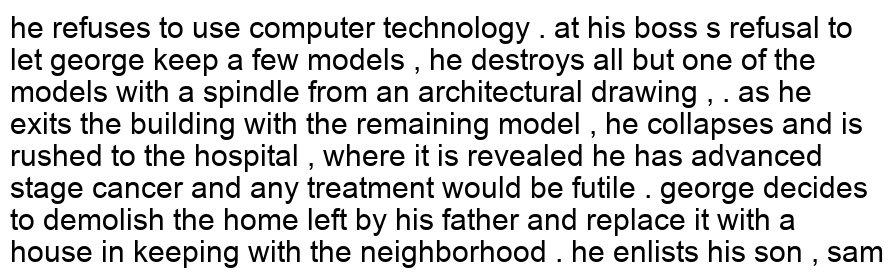 he refuses to use computer technology . at his boss s refusal to
let george keep a few models , he destroys all but one of the
models with a spindle from an architectural drawing , . as he
exits the building with the remaining model , he collapses and is
rushed to the hospital , where it is revealed he has advanced
stage cancer and any treatment would be futile . george decides
to demolish the home left by his father and replace it with a
house in keeping with the neighborhood . he enlists his son , sam